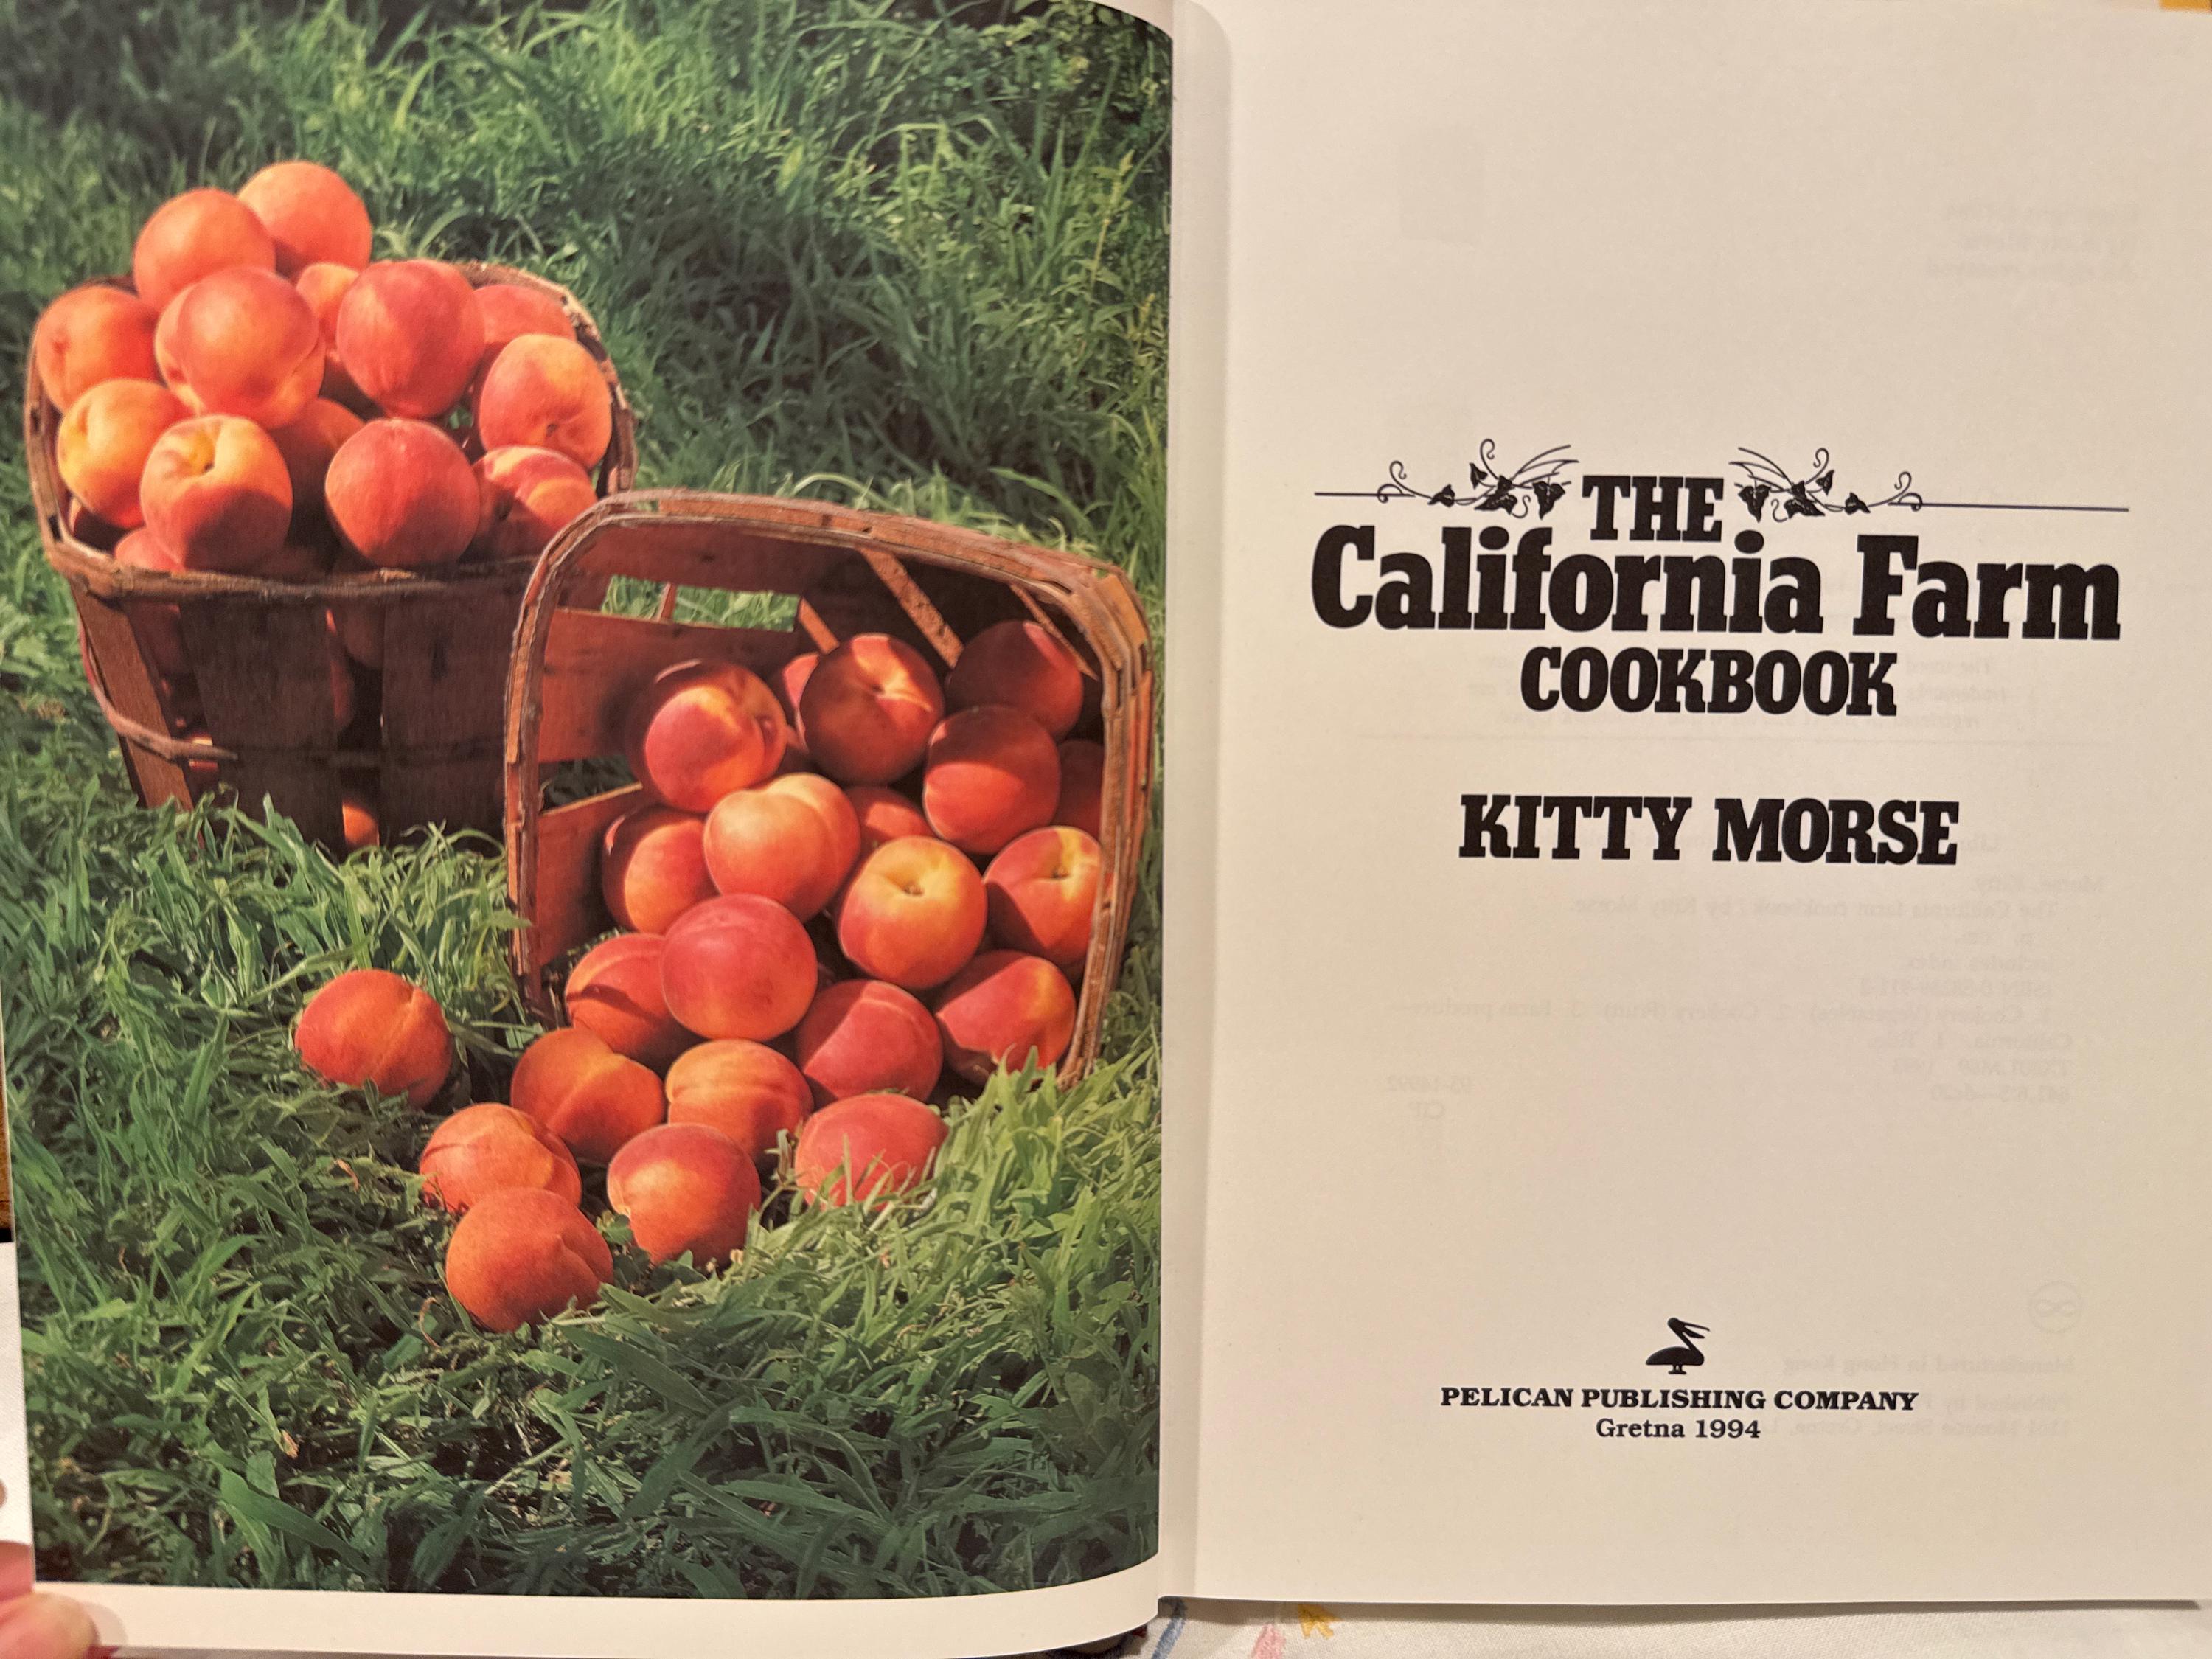 THE
California Farm
COOKBOOK
KITTY MORSE
PELICAN PUBLISHING COMPANY
Gretna 1994